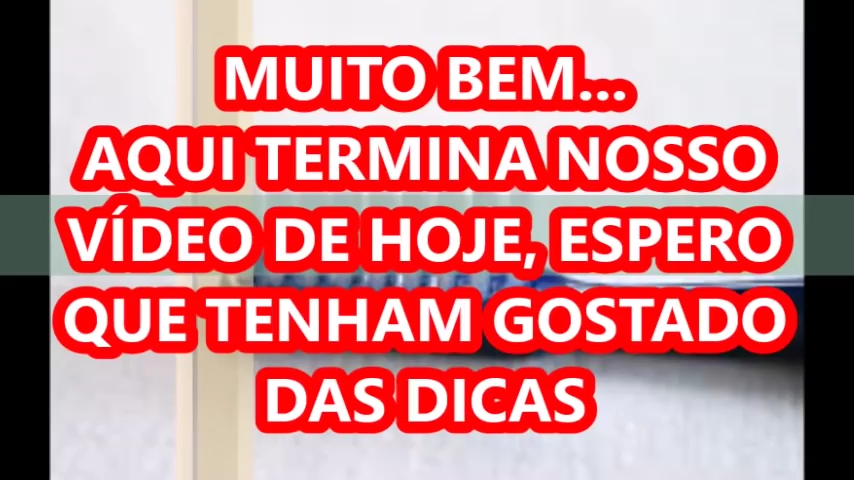 MUITO BEM...
AQUI TERMINA NOSSO
VÍDEO DE HOJE, ESPERO
QUE TENHAM GOSTADO
DAS DICAS